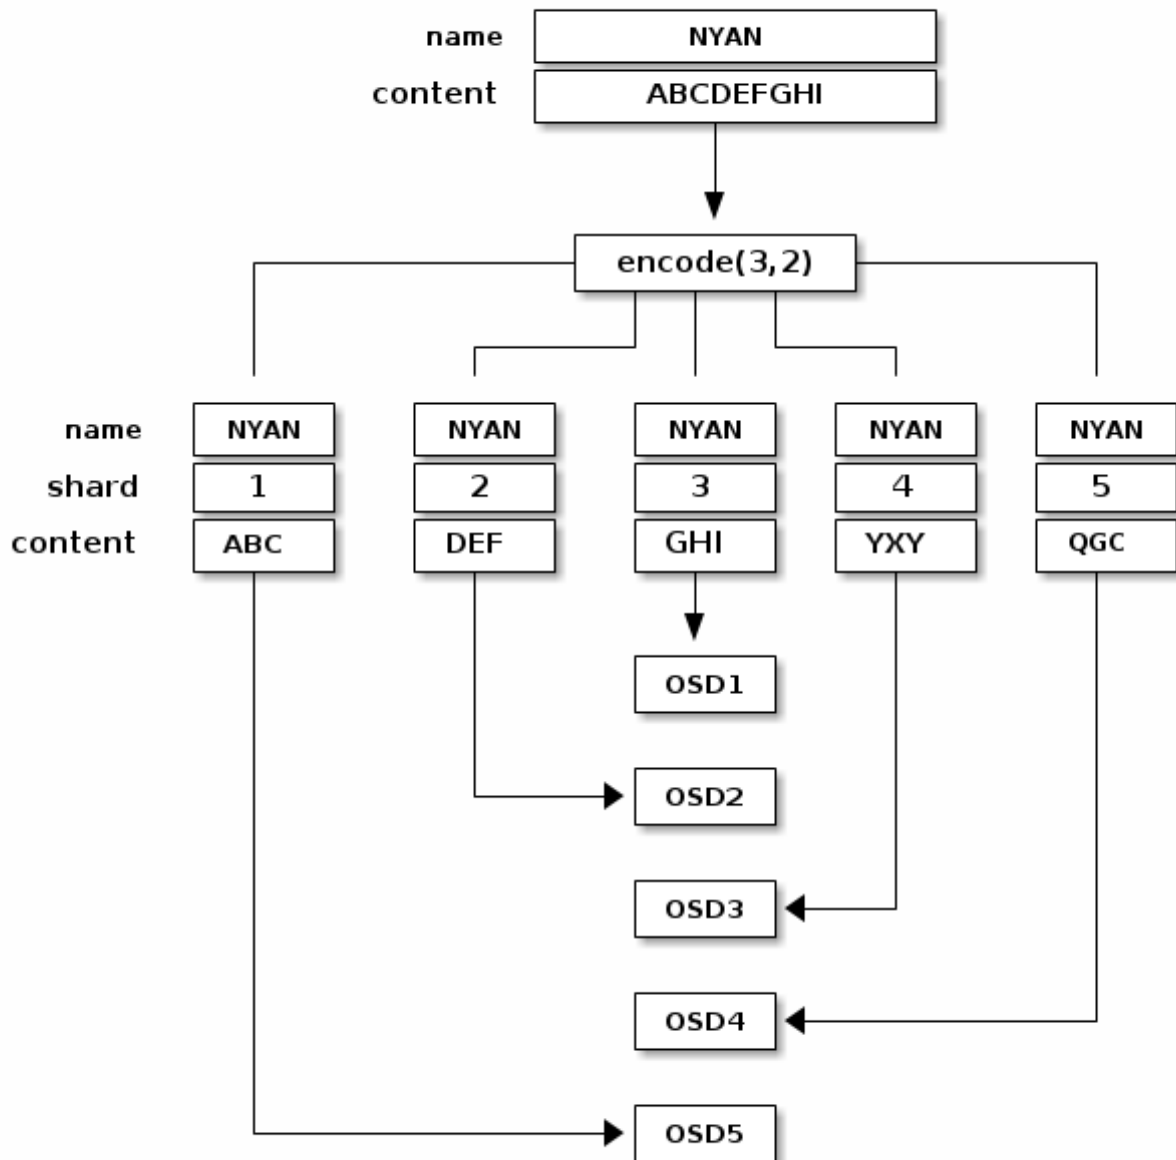 name NYAN
content ABCDEFGHI
encode(3,2)
name NYAN NYAN NYAN NYAN NYAN
shard 1 2 3 4 5
content ABC DEF GHI YXY QGC
OSD1
OSD2
OSD3
OSD4
OSD5